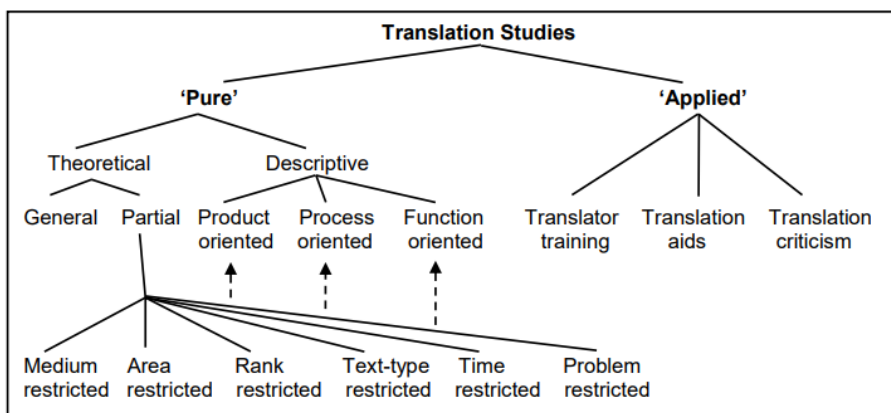 Translation Studies
'Pure' 'Applied'
Theoretical Descriptive
General Partial Product Process Function Translator Translation Translation
oriented oriented oriented training aids criticism
Medium Area Rank Text-type Time Problem
restricted restricted restricted restricted restricted restricted